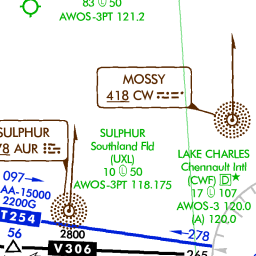 83 50
AWOS-3PT 121.2
MOSSY
418 CW
SULPHUR
78 AUR
SULPHUR
Southland Fld
(UXL)
10 50
AWOS-3PT 118.175
LAKE CHARLES
Chennault Intl
(CWF) D
17 107
AWOS-3 120.0
(A) 120.0
097
AA-15000
2200G
T254
278
56
2800
V306
265